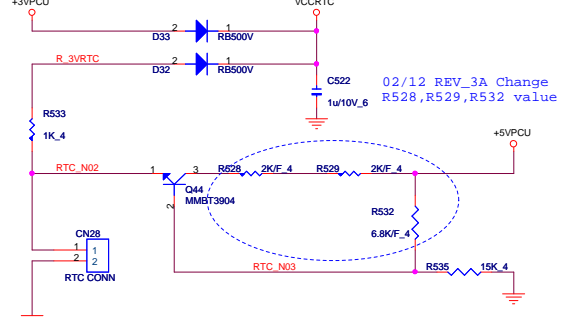 +3VPCU
VCCRTC
2 1
D33 RB500V
R_3VRTC 2 1
D32 RB500V
C522
1u/10V_6
02/12 REV_3A Change
R528,R529,R532 value
R533
1K_4
+5VPCU
RTC_N02 1 3 R528 2K/F_4 R529 2K/F_4
Q44
MMBT3904
2
R532
6.8K/F_4
CN28
1 1
2 2
RTC CONN
RTC_N03 R535 15K_4